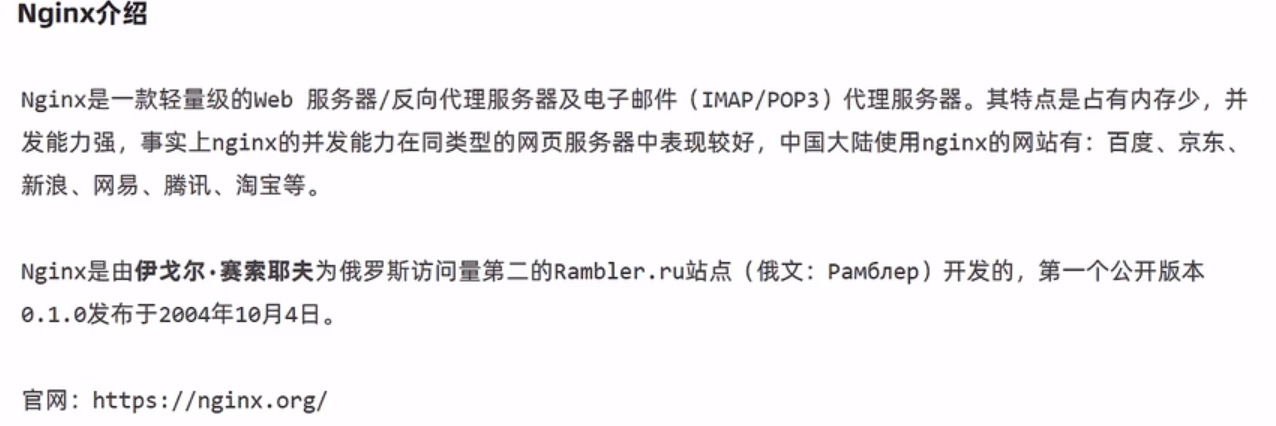 Nginx介绍
Nginx是一款轻量级的Web 服务器/反向代理服务器及电子邮件（IMAP/POP3）代理服务器。其特点是占有内存少，并
发能力强，事实上nginx的并发能力在同类型的网页服务器中表现较好，中国大陆使用nginx的网站有：百度、京东、
新浪、网易、腾讯、淘宝等。
Nginx是由伊戈尔·赛索耶夫为俄罗斯访问量第二的Rambler.ru站点（俄文：Рамблер）开发的，第一个公开版本
0.1.0发布于2004年10月4日。
官网：https://nginx.org/